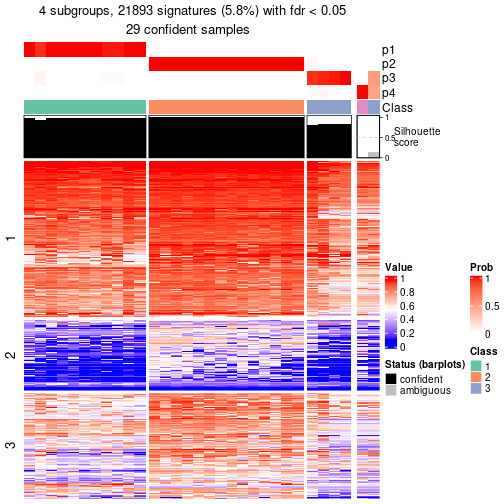 4 subgroups, 21893 signatures (5.8%) with fdr < 0.05
29 confident samples
p1
p2
p3
p4
Class
1
0.5
0
Silhouette
score
1
2
3
Value
1
0.8
0.6
0.4
0.2
0
Prob
1
0.5
0
Status (barplots)
confident
ambiguous
Class
1
2
3